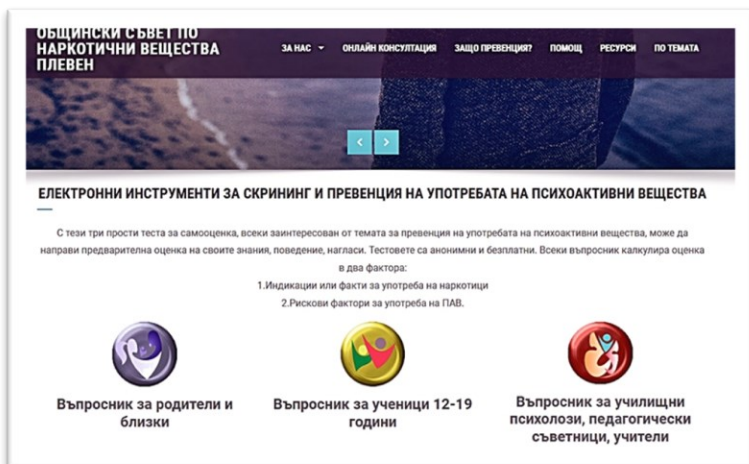 ОБЩИНСКИ СЪВЕТ ПО
НАРКОТИЧНИ ВЕЩЕСТВА
ПЛЕВЕН
ЗА НАС
ОНЛАЙН КОНСУЛТАЦИЯ
ЗАЩО ПРЕВЕНЦИЯ?
ПОМОЩ
РЕСУРСИ
ПО ТЕМАТА
ЕЛЕКТРОННИ ИНСТРУМЕНТИ ЗА СКРИНИНГ И ПРЕВЕНЦИЯ НА УПОТРЕБАТА НА ПСИХОАКТИВНИ ВЕЩЕСТВА
С тези три прости теста за самооценка, всеки заинтересован от темата за превенция на употребата на психоактивни вещества, може да
направи предварителна оценка на своите знания, поведение, нагласи. Тестовете са анонимни и безплатни. Всеки въпросник калкулира оценка
в два фактора:
1.Индикации или факти за употреба на наркотици
2.Рискови фактори за употреба на ПАВ.
Въпросник за родители и
близки
Въпросник за ученици 12-19
години
Въпросник за училищни
психолози, педагогически
съветници, учители